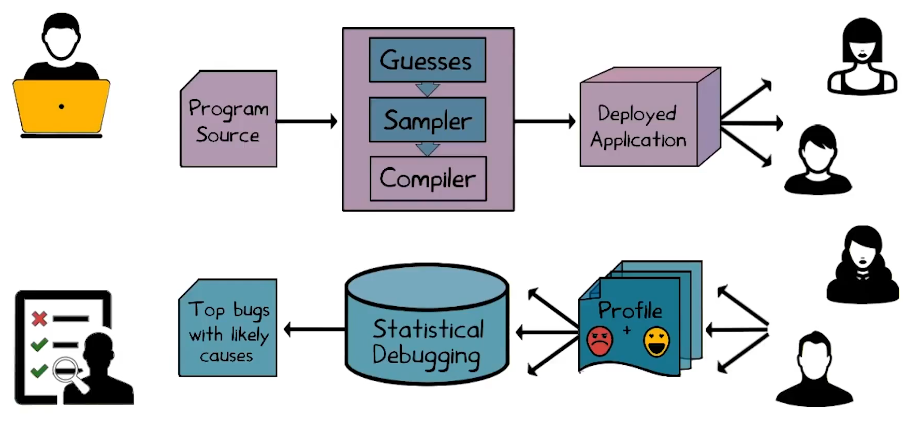 Program
Source
Guesses
Sampler
Compiler
Deployed
Application
Top bugs
with likely
causes
Statistical
Debugging
Profile
+